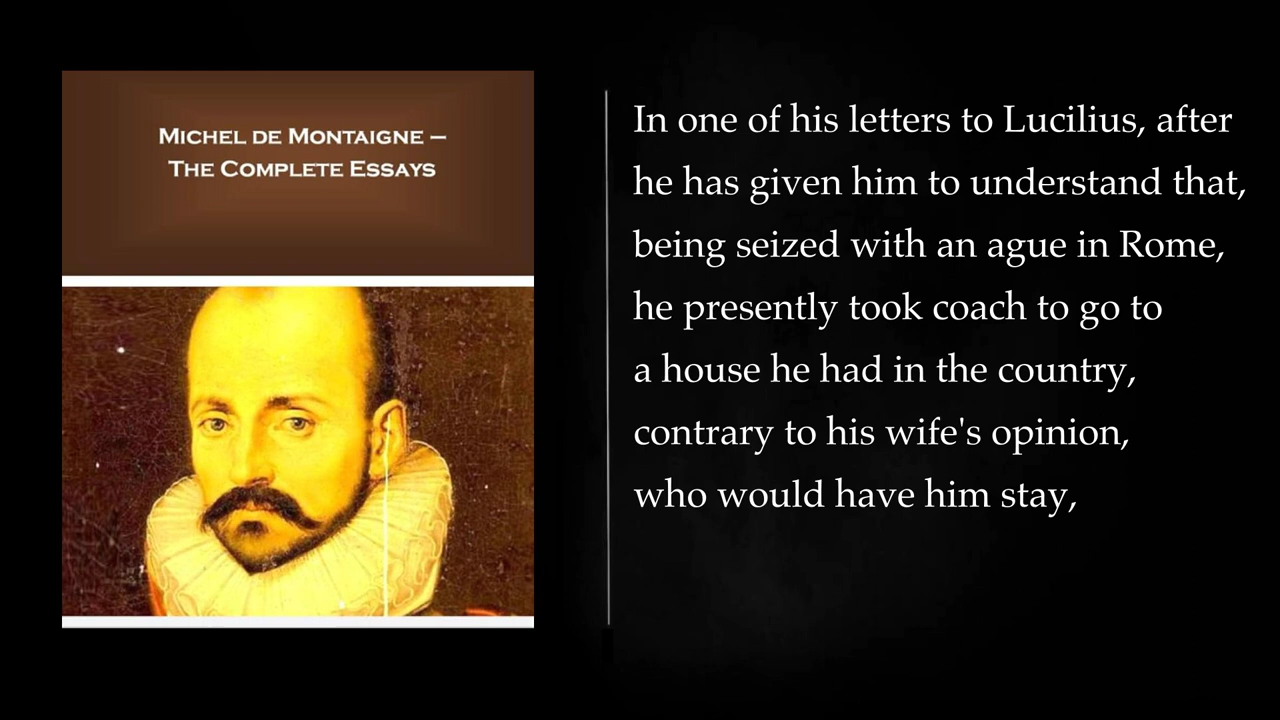 MICHEL DE MONTAIGNE –
THE COMPLETE ESSAYS
In one of his letters to Lucilius, after
he has given him to understand that,
being seized with an ague in Rome,
he presently took coach to go to
a house he had in the country,
contrary to his wife's opinion,
who would have him stay,